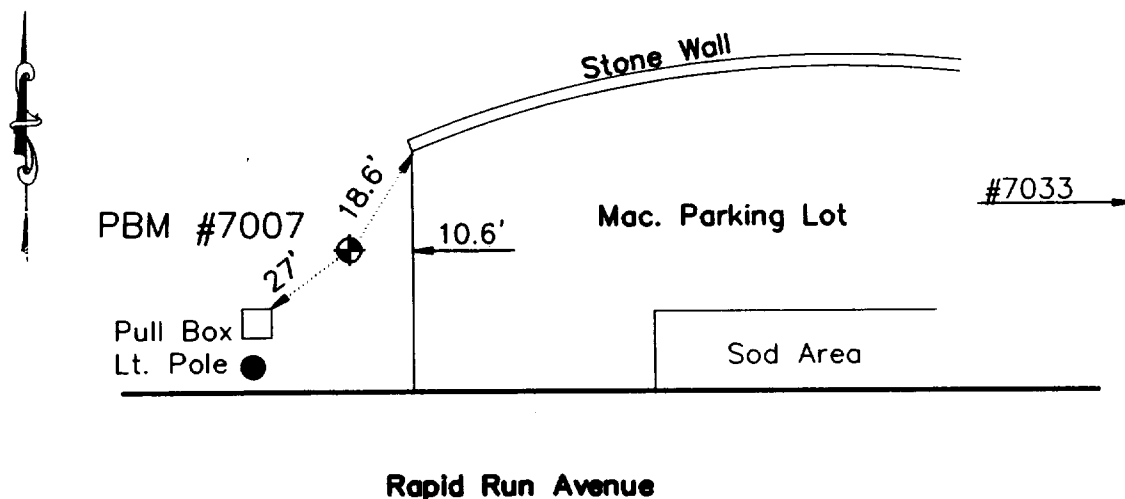 Stone Wall
18.6'
#7033
PBM #7007
Mac. Parking Lot
10.6'
27'
Pull Box
Sod Area
Lt. Pole
Rapid Run Avenue